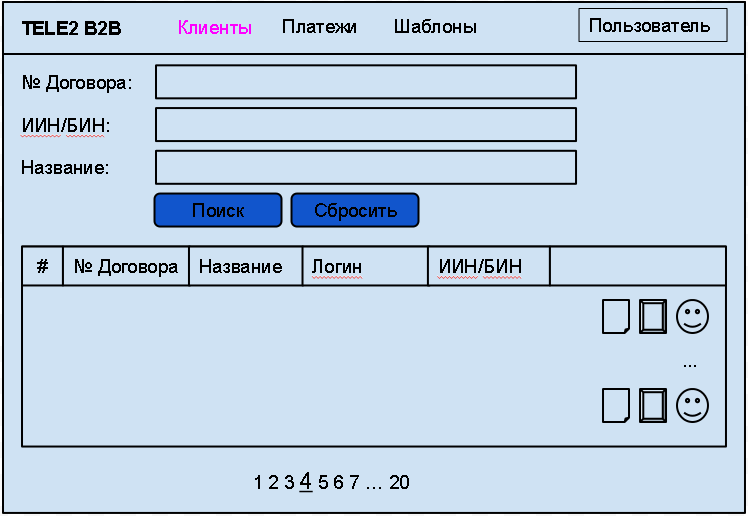 TELE2 B2B Клиенты Платежи Шаблоны Пользователь
№ Договора:
ИИН/БИН:
Название:
Поиск Сбросить
# № Договора Название Логин ИИН/БИН
...
1 2 3 4 5 6 7 ... 20